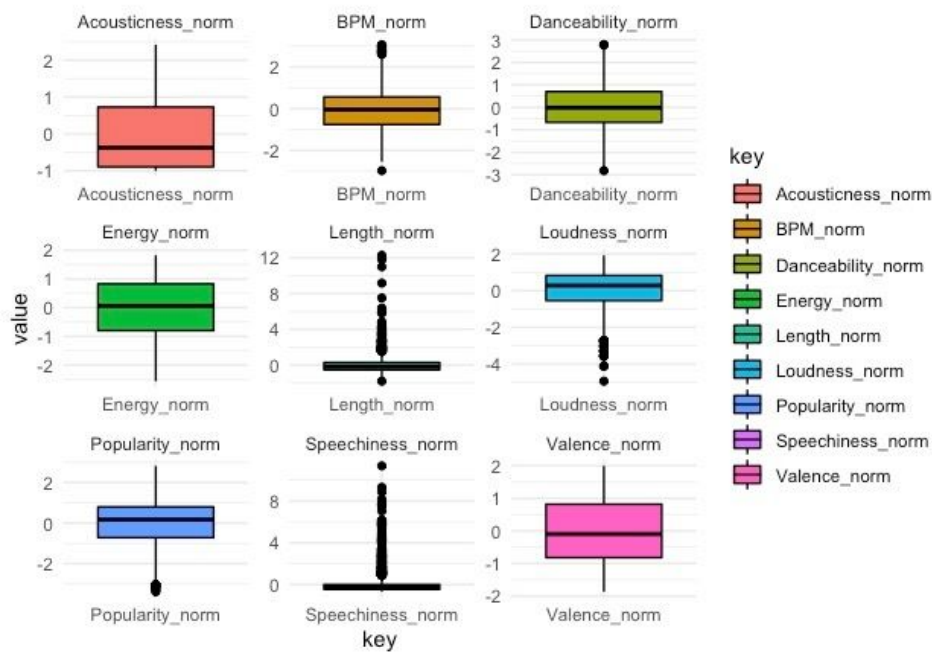 Acousticness_norm BPM_norm Danceability_norm
2
1
0
-1
2
0
-2
3
2
1
0
-1
-2
-3
Acousticness_norm BPM_norm Danceability_norm
Energy_norm Length_norm Loudness_norm
2
1
0
-1
-2
12
8
4
0
2
0
-2
-4
Energy_norm Length_norm Loudness_norm
value
Popularity_norm Speechiness_norm Valence_norm
2
0
-2
8
4
0
2
1
0
-1
-2
Popularity_norm Speechiness_norm Valence_norm
key
key
Acousticness_norm
BPM_norm
Danceability_norm
Energy_norm
Length_norm
Loudness_norm
Popularity_norm
Speechiness_norm
Valence_norm